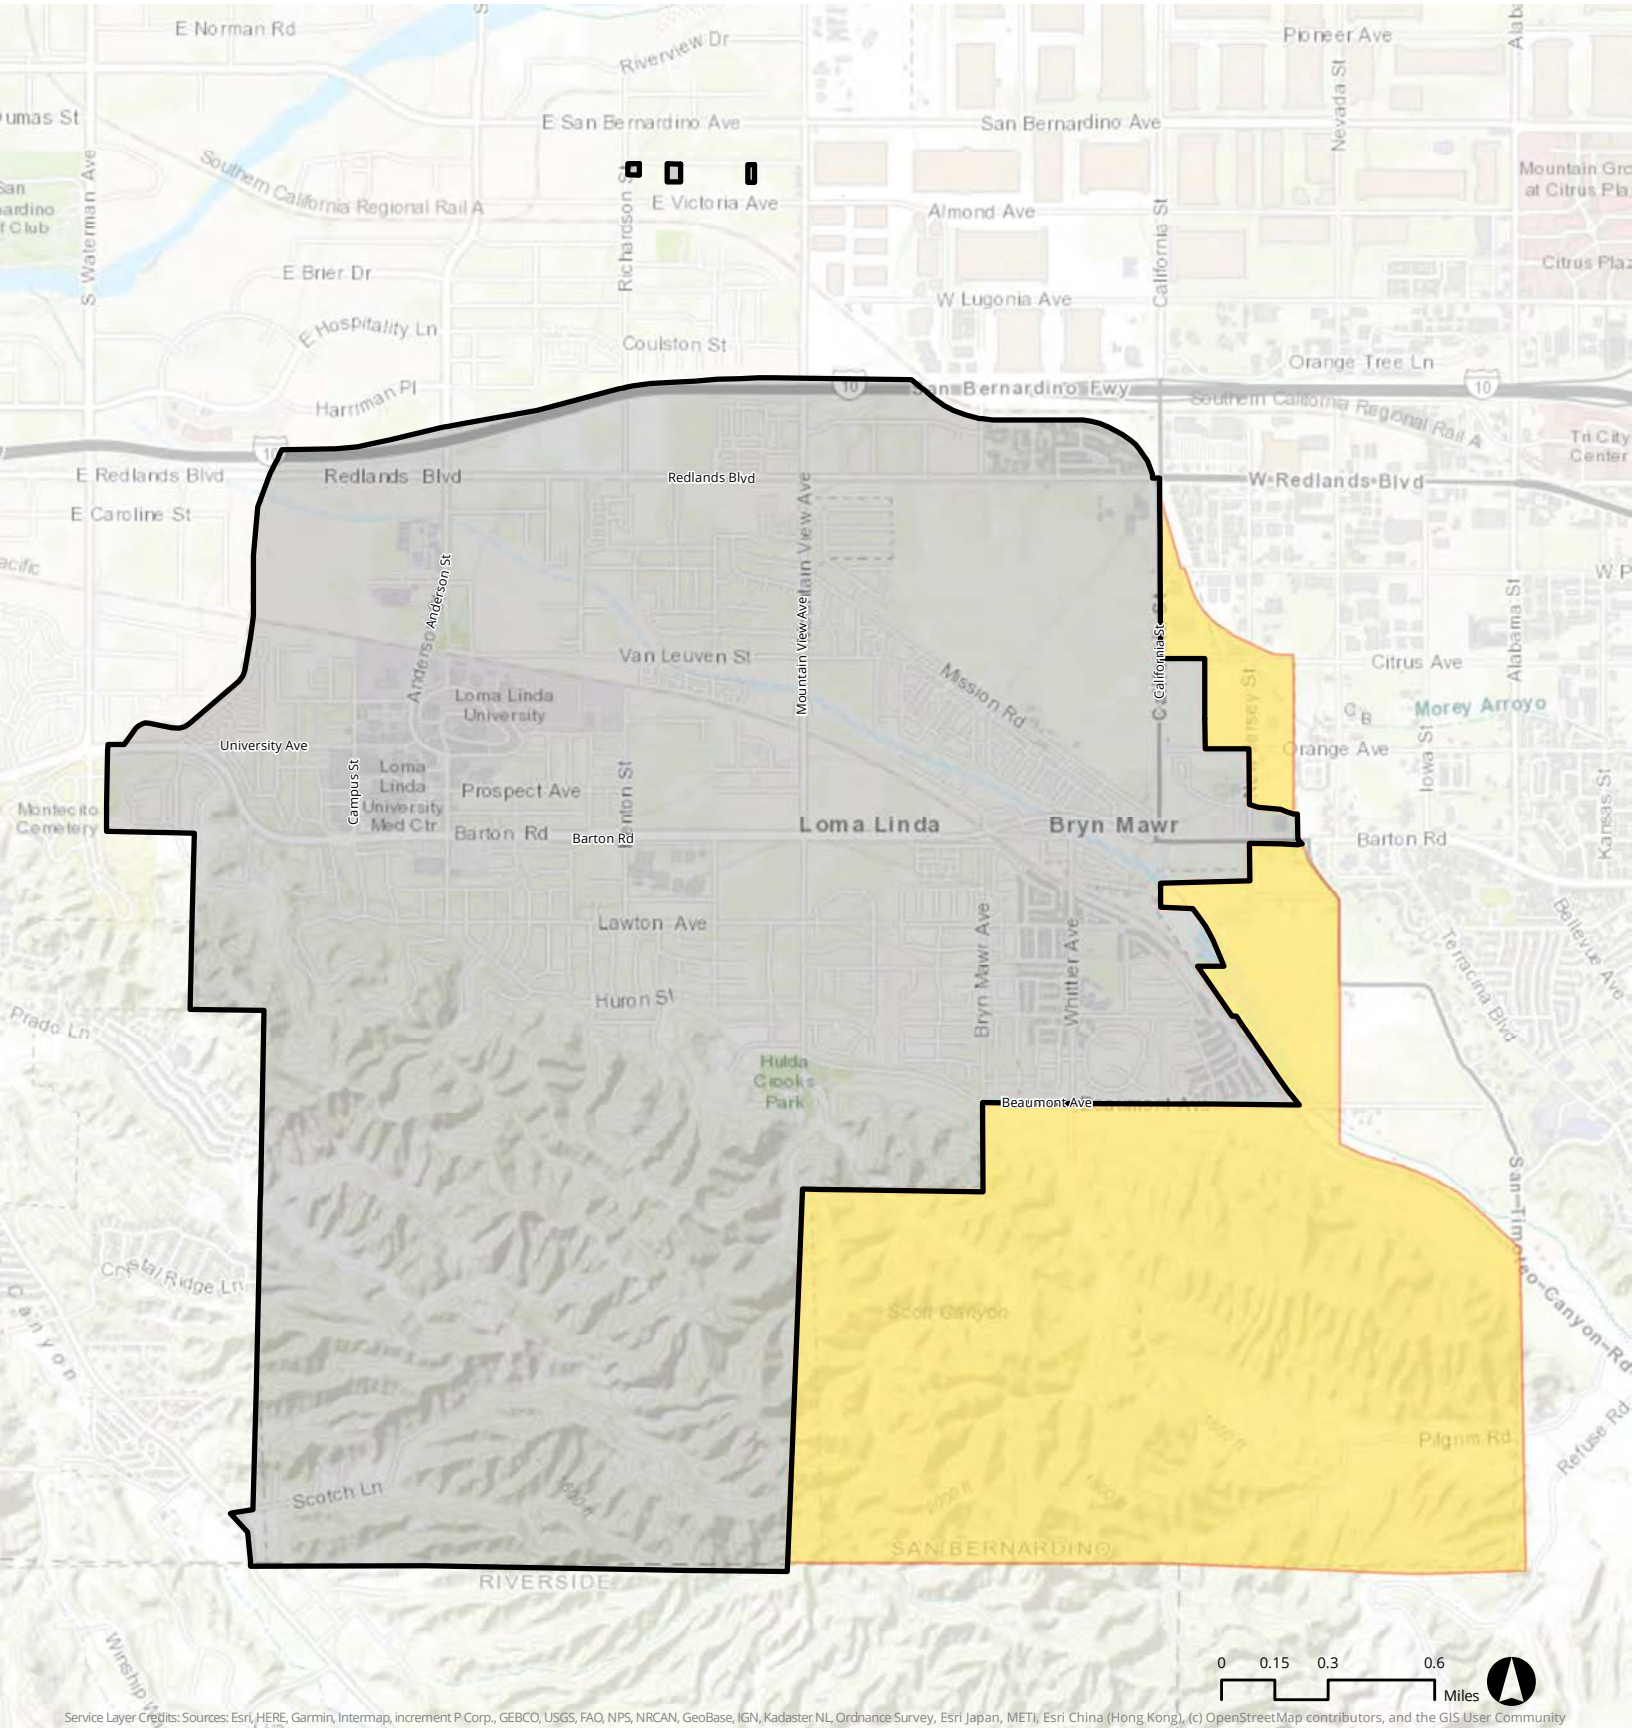 E Norman Rd
Riverview Dr
Pioneer Ave
Nevada St
umas St
E San Bernardino Ave
San Bernardino Ave
S Waterman Ave
Southern California Regional Rail A
Richardson St
E Victoria Ave
Almond Ave
California St
Mountain Gro
at Citrus Pla
San
nardino
f Club
E Brier Dr
Citrus Plaz
W Lugonia Ave
E Hospitality Ln
Coulston St
Orange Tree Ln
Harriman Pl
10
San Bernardino Fwy
10
Southern California Regional Rail A
Tri City
Center
E Redlands Blvd
Redlands Blvd
Redlands Blvd
W Redlands Blvd
E Caroline St
acific
Anderson St
Mountain View Ave
W P
Alabama St
Van Leuven St
Mission Rd
California St
Citrus Ave
Loma Linda
University
Morey Arroyo
University Ave
Orange Ave
Iowa St
Campus St
Loma
Linda
University
Med Ctr
Prospect Ave
Kansas St
Montecito
Cemetery
Barton Rd
Barton Rd
Loma Linda
Bryn Mawr
Barton Rd
Lawton Ave
Bryn Mawr Ave
Whittier Ave
Bellevue Ave
Terracina Blvd
Huron St
Prado Ln
Hulda
Crooks
Park
Beaumont Ave
San Timoteo Canyon Rd
Crystal Ridge Ln
Canyon
Scott Canyon
1600 ft
Pilgrim Rd
Refuse Rd
Scotch Ln
2000 ft
SAN BERNARDINO
RIVERSIDE
0 0.15 0.3 0.6
Miles
Service Layer Credits: Sources: Esri, HERE, Garmin, Intermap, increment P Corp., GEBCO, USGS, FAO, NPS, NRCAN, GeoBase, IGN, Kadaster NL, Ordnance Survey, Esri Japan, METI, Esri China (Hong Kong), (c) OpenStreetMap contributors, and the GIS User Community